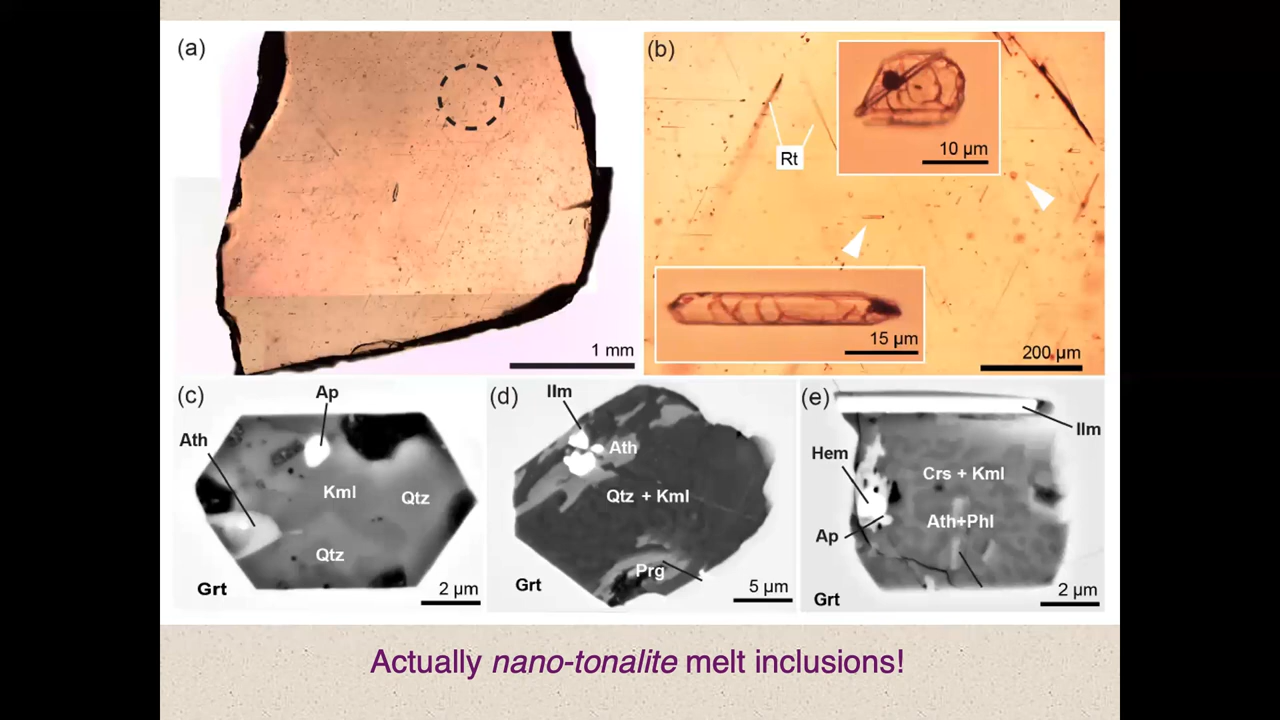 (a)
1 mm
(b)
Rt
10 µm
15 µm
200 µm
(c)
Ap
Ath
Kml
Qtz
Qtz
Grt
2 µm
(d)
Ilm
Ath
Qtz + Kml
Prg
Grt
5 µm
(e)
Ilm
Hem
Crs + Kml
Ath+Phl
Ap
Grt
2 µm
Actually nano-tonalite melt inclusions!